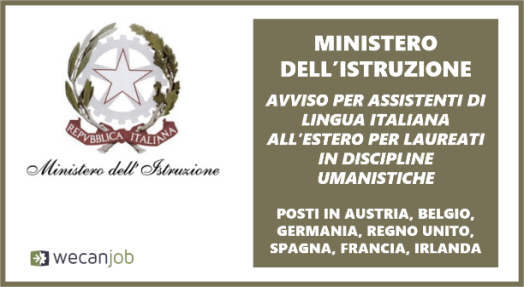 REPVBBLICA ITALIANA
Ministero dell'Istruzione
wecanjob
MINISTERO
DELL'ISTRUZIONE
AVVISO PER ASSISTENTI DI
LINGUA ITALIANA
ALL'ESTERO PER LAUREATI
IN DISCIPLINE
UMANISTICHE
POSTI IN AUSTRIA, BELGIO,
GERMANIA, REGNO UNITO,
SPAGNA, FRANCIA, IRLANDA